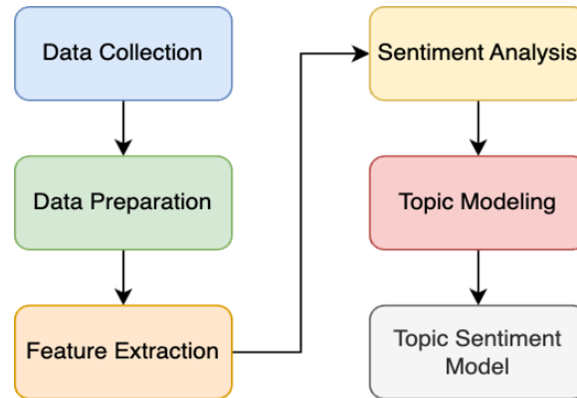 Data Collection
Data Preparation
Feature Extraction
Sentiment Analysis
Topic Modeling
Topic Sentiment
Model